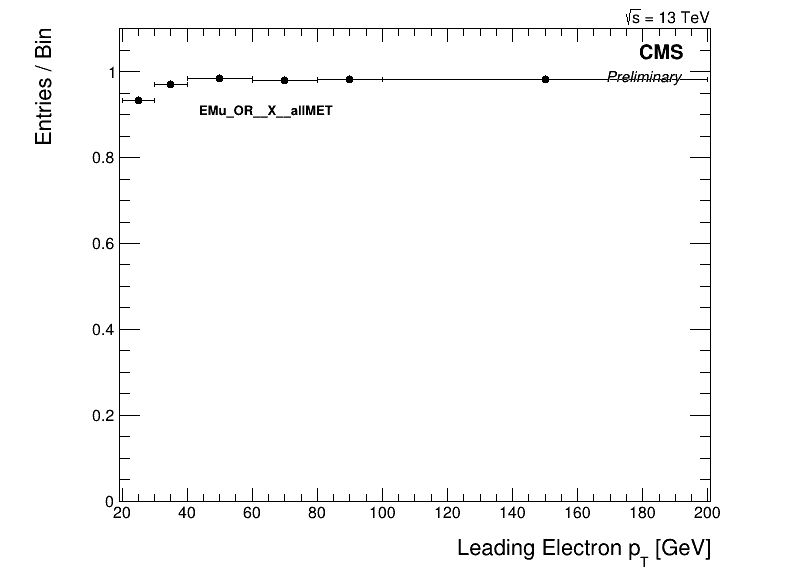 √s = 13 TeV
Entries / Bin
CMS
Preliminary
EMu_OR__X__allMET
1
0.8
0.6
0.4
0.2
0
20 40 60 80 100 120 140 160 180 200
Leading Electron p_T [GeV]